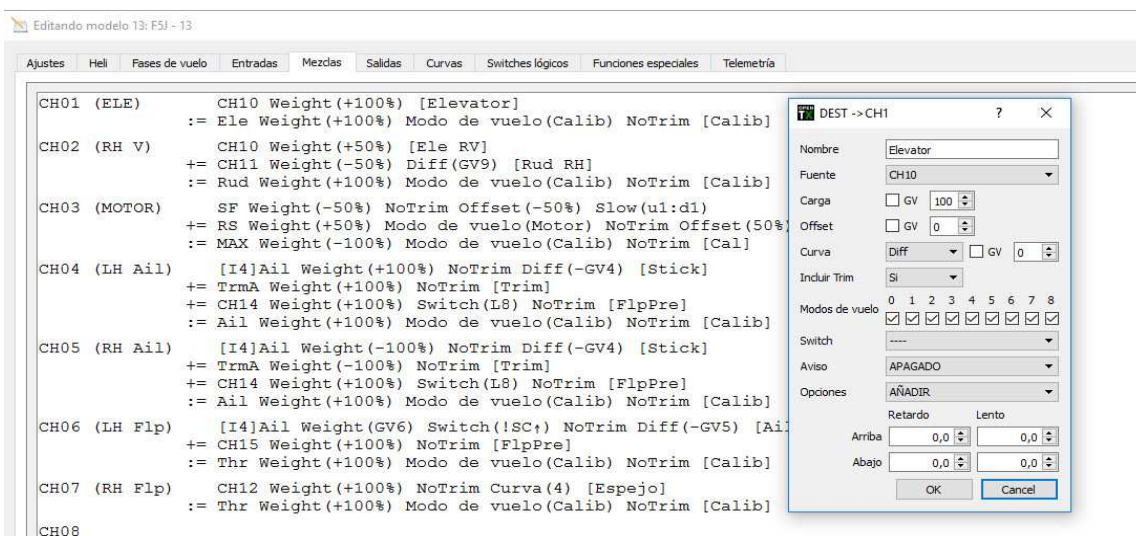 Editando modelo 13: F5J - 13
Ajustes Heli Fases de vuelo Entradas Mezclas Salidas Curvas Switches lógicos Funciones especiales Telemetría
CH01 (ELE) CH10 Weight(+100%) [Elevator]
:= Ele Weight(+100%) Modo de vuelo(Calib) NoTrim [Calib]
CH02 (RH V) CH10 Weight(+50%) [Ele RV]
+= CH11 Weight(-50%) Diff(GV9) [Rud RH]
:= Rud Weight(+100%) Modo de vuelo(Calib) NoTrim [Calib]
CH03 (MOTOR) SF Weight(-50%) NoTrim Offset(-50%) Slow(u1:d1)
+= RS Weight(+50%) Modo de vuelo(Motor) NoTrim Offset(50%)
:= MAX Weight(-100%) Modo de vuelo(Calib) NoTrim [Cal]
CH04 (LH Ail) [I4]Ail Weight(+100%) NoTrim Diff(-GV4) [Stick]
+= TrmA Weight(+100%) NoTrim [Trim]
+= CH14 Weight(+100%) Switch(L8) NoTrim [FlpPre]
:= Ail Weight(+100%) Modo de vuelo(Calib) NoTrim [Calib]
CH05 (RH Ail) [I4]Ail Weight(-100%) NoTrim Diff(-GV4) [Stick]
+= TrmA Weight(-100%) NoTrim [Trim]
+= CH14 Weight(+100%) Switch(L8) NoTrim [FlpPre]
:= Ail Weight(+100%) Modo de vuelo(Calib) NoTrim [Calib]
CH06 (LH Flp) [I4]Ail Weight(GV6) Switch(!SC↑) NoTrim Diff(-GV5) [Ail
+= CH15 Weight(+100%) NoTrim [FlpPre]
:= Thr Weight(+100%) Modo de vuelo(Calib) NoTrim [Calib]
CH07 (RH Flp) CH12 Weight(+100%) NoTrim Curva(4) [Espejo]
:= Thr Weight(+100%) Modo de vuelo(Calib) NoTrim [Calib]
CH08
OPEN TX DEST -> CH1 ? ×
Nombre Elevator
Fuente CH10
Carga GV 100
Offset GV 0
Curva Diff GV 0
Incluir Trim Si
0 1 2 3 4 5 6 7 8
Modos de vuelo
Switch ----
Aviso APAGADO
Opciones AÑADIR
Retardo Lento
Arriba 0,0 0,0
Abajo 0,0 0,0
OK Cancel